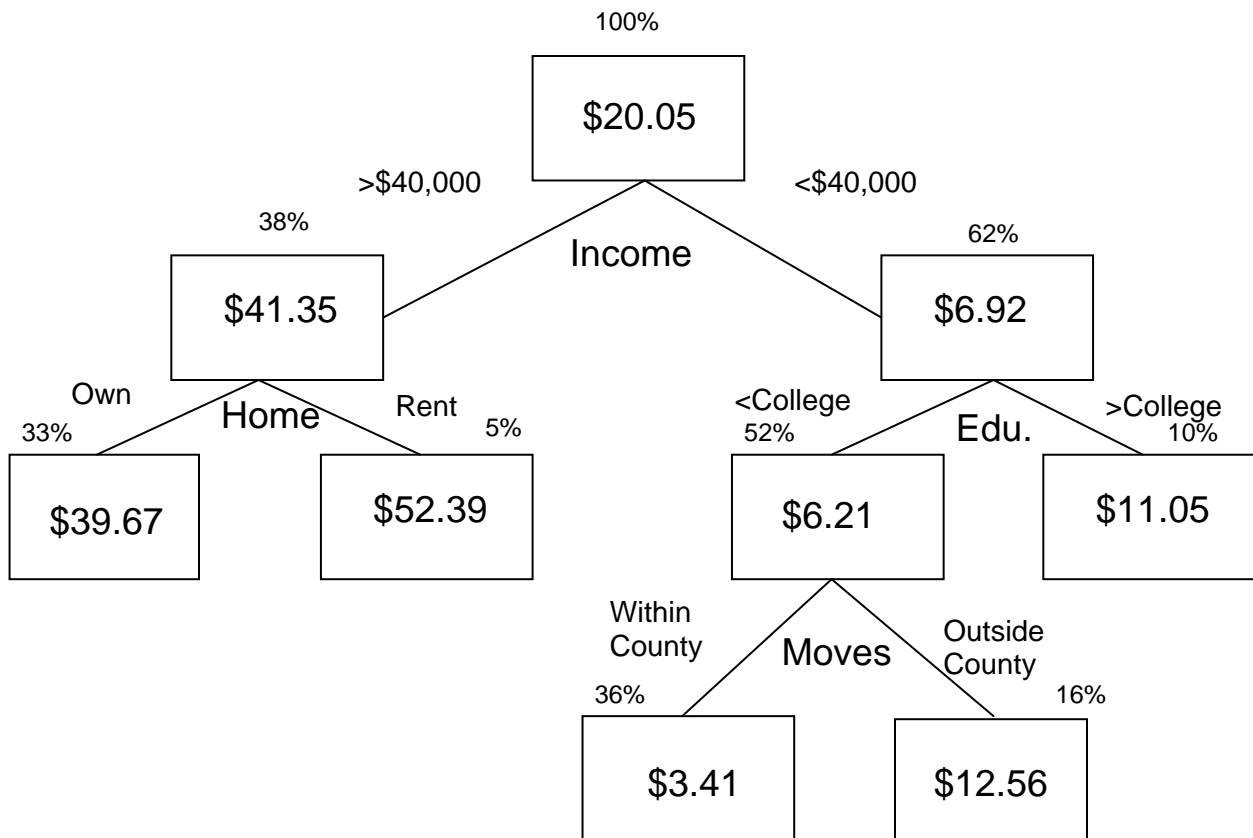 100%
$20.05
>$40,000
<$40,000
38%
Income
62%
$41.35
$6.92
Own
Home
Rent
<College
Edu.
>College
33%
5%
52%
10%
$39.67
$52.39
$6.21
$11.05
Within
County
Moves
Outside
County
36%
16%
$3.41
$12.56